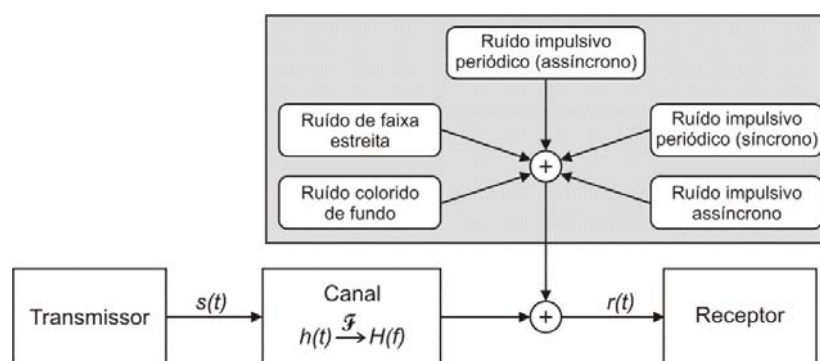 Ruído impulsivo
periódico (assíncrono)
Ruído de faixa
estreita
Ruído impulsivo
periódico (síncrono)
+
Ruído colorido
de fundo
Ruído impulsivo
assíncrono
Transmissor
s(t)
Canal
h(t) ℱ→ H(f)
+
r(t)
Receptor